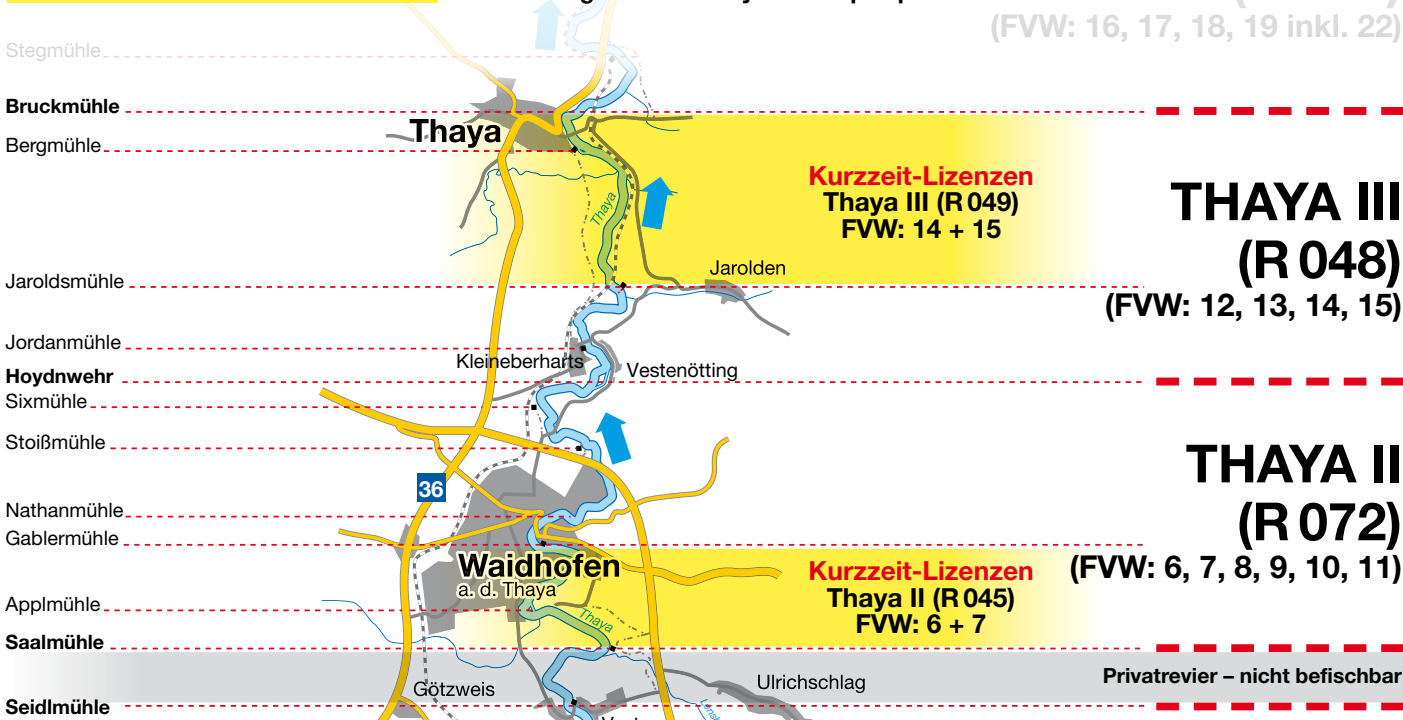 (FVW: 16, 17, 18, 19 inkl. 22)
Stegmühle
Bruckmühle
Thaya
Bergmühle
Kurzzeit-Lizenzen
Thaya III (R 049)
FVW: 14 + 15
Thaya
THAYA III
(R 048)
(FVW: 12, 13, 14, 15)
Jarolden
Jaroldsmühle
Jordanmühle
Kleineberharts
Vestenötting
Hoydnwehr
Sixmühle
Stoißmühle
36
THAYA II
(R 072)
(FVW: 6, 7, 8, 9, 10, 11)
Nathanmühle
Gablermühle
Waidhofen
a. d. Thaya
Kurzzeit-Lizenzen
Thaya II (R 045)
FVW: 6 + 7
Applmühle
Thaya
Saalmühle
Privatrevier – nicht befischbar
Götzweis
Ulrichschlag
Seidlmühle